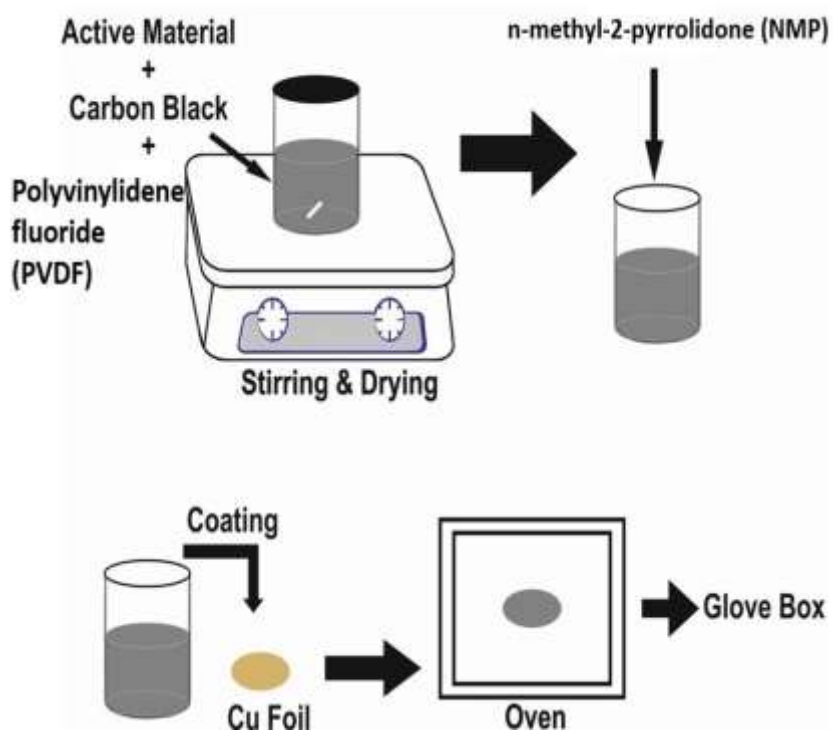 Active Material
+
Carbon Black
+
Polyvinylidene
fluoride
(PVDF)
n-methyl-2-pyrrolidone (NMP)
Stirring & Drying
Coating
Cu Foil
Oven
Glove Box